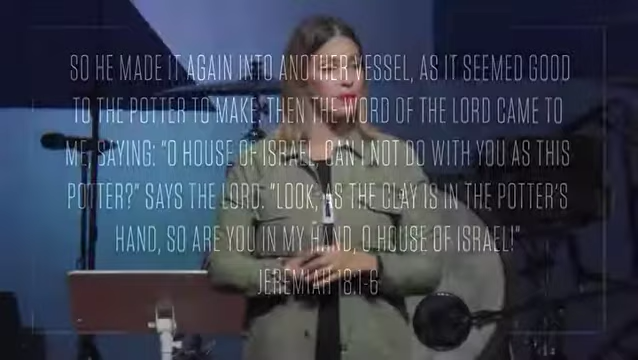 SO HE MADE IT AGAIN INTO ANOTHER VESSEL, AS IT SEEMED GOOD
TO THE POTTER TO MAKE. THEN THE WORD OF THE LORD CAME TO
ME, SAYING: "O HOUSE OF ISRAEL, CAN I NOT DO WITH YOU AS THIS
POTTER?" SAYS THE LORD. "LOOK, AS THE CLAY IS IN THE POTTER'S
HAND, SO ARE YOU IN MY HAND, O HOUSE OF ISRAEL!"
JEREMIAH 18:1-6